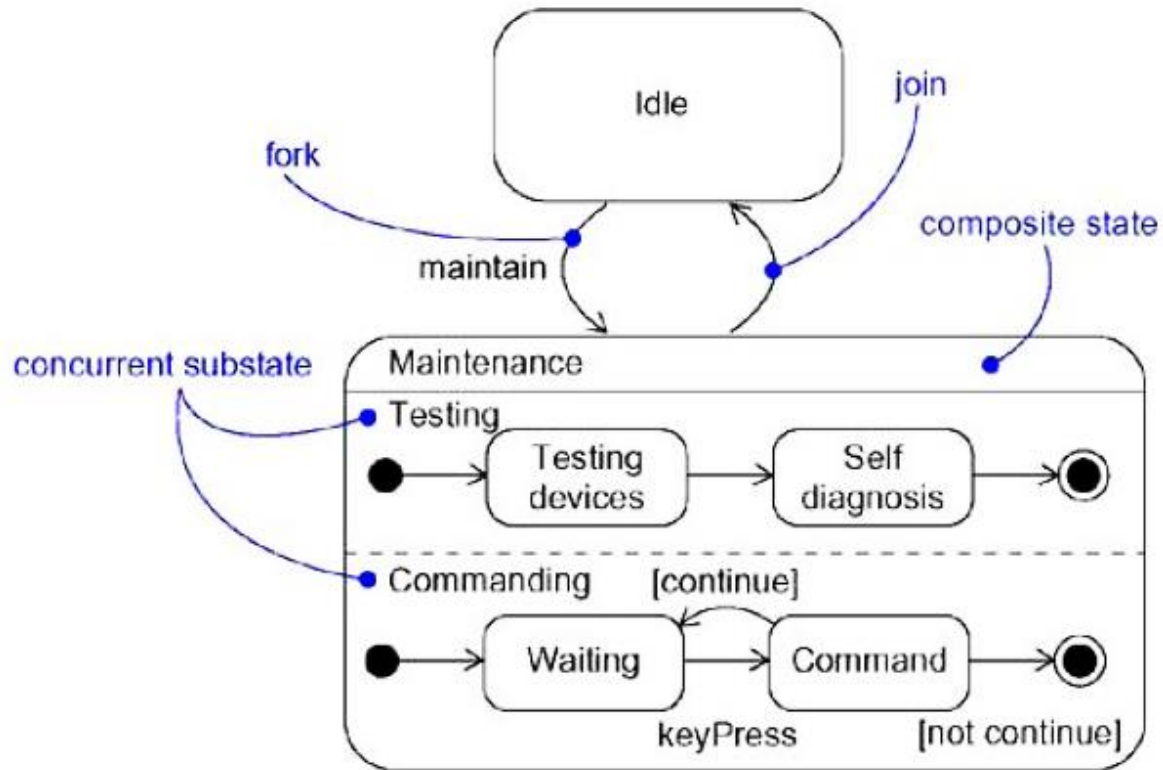 Idle
join
fork
composite state
maintain
concurrent substate
Maintenance
Testing
Testing
devices
Self
diagnosis
Commanding
[continue]
Waiting
Command
keyPress
[not continue]